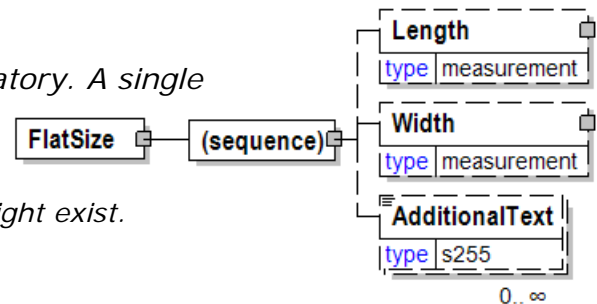 Length
type measurement
atory. A single
FlatSize
(sequence)
Width
type measurement
ight exist.
AdditionalText
type s255
0.. ∞